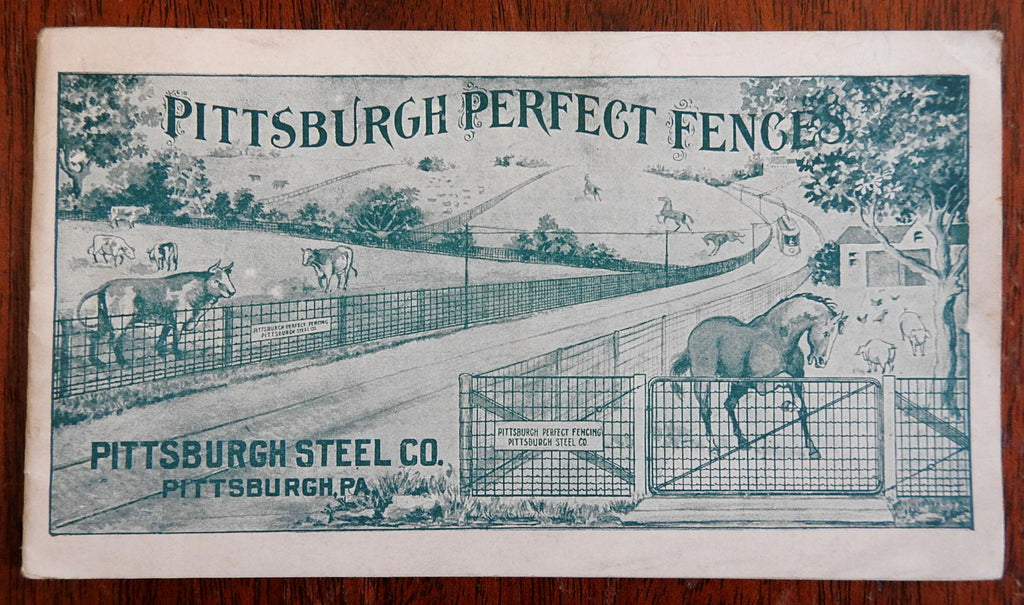 PITTSBURGH PERFECT FENCES
PITTSBURGH PERFECT FENCING
PITTSBURGH STEEL CO.
PITTSBURGH PERFECT FENCING
PITTSBURGH STEEL CO.
PITTSBURGH STEEL CO.
PITTSBURGH, PA.